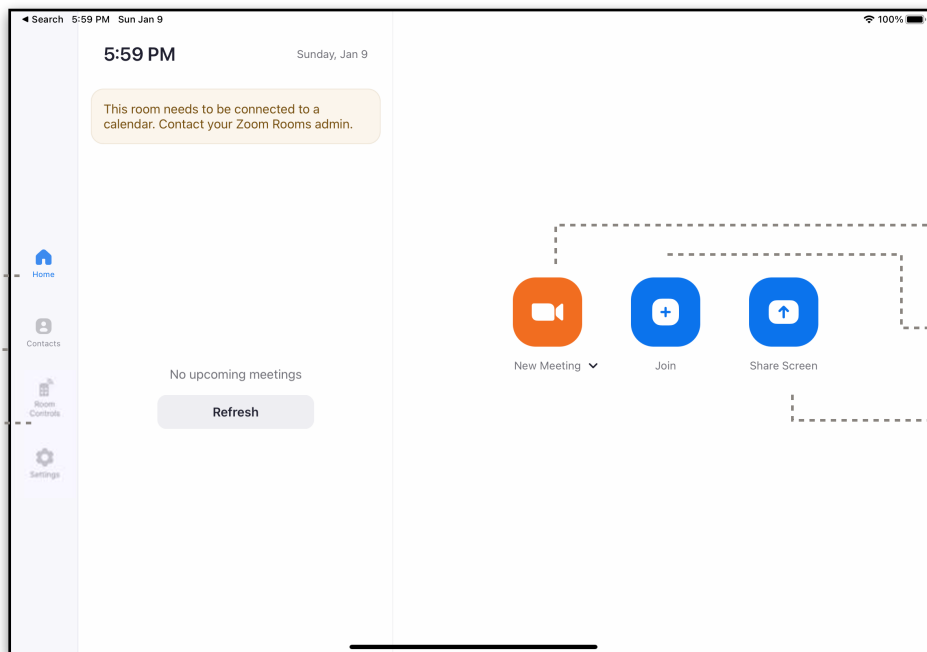 ◀ Search 5:59 PM Sun Jan 9
100%
5:59 PM
Sunday, Jan 9
This room needs to be connected to a
calendar. Contact your Zoom Rooms admin.
Home
Contacts
Room
Controls
Settings
No upcoming meetings
Refresh
New Meeting
Join
Share Screen